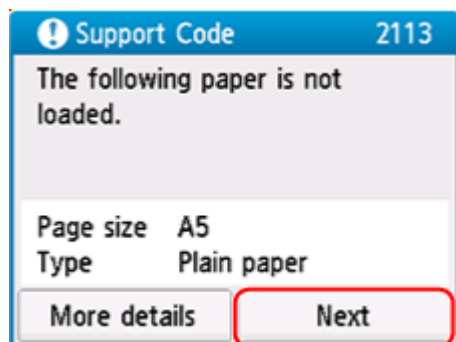 Support Code 2113
The following paper is not
loaded.
Page size A5
Type Plain paper
More details Next